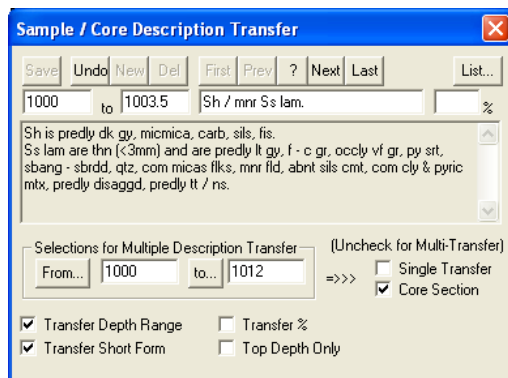 Sample / Core Description Transfer
Save Undo New Del First Prev ? Next Last List...
1000 to 1003.5 Sh / mnr Ss lam. %
Sh is predly dk gy, micmica, carb, sils, fis.
Ss lam are thn (<3mm) and are predly lt gy, f - c gr, occly vf gr, py srt,
sbang - sbrdd, qtz, com micas flks, mnr fld, abnt sils cmt, com cly & pyric
mtx, predly disaggd, predly tt / ns.
Selections for Multiple Description Transfer (Uncheck for Multi-Transfer)
From... 1000 to... 1012 =>>> Single Transfer
Core Section
Transfer Depth Range Transfer %
Transfer Short Form Top Depth Only